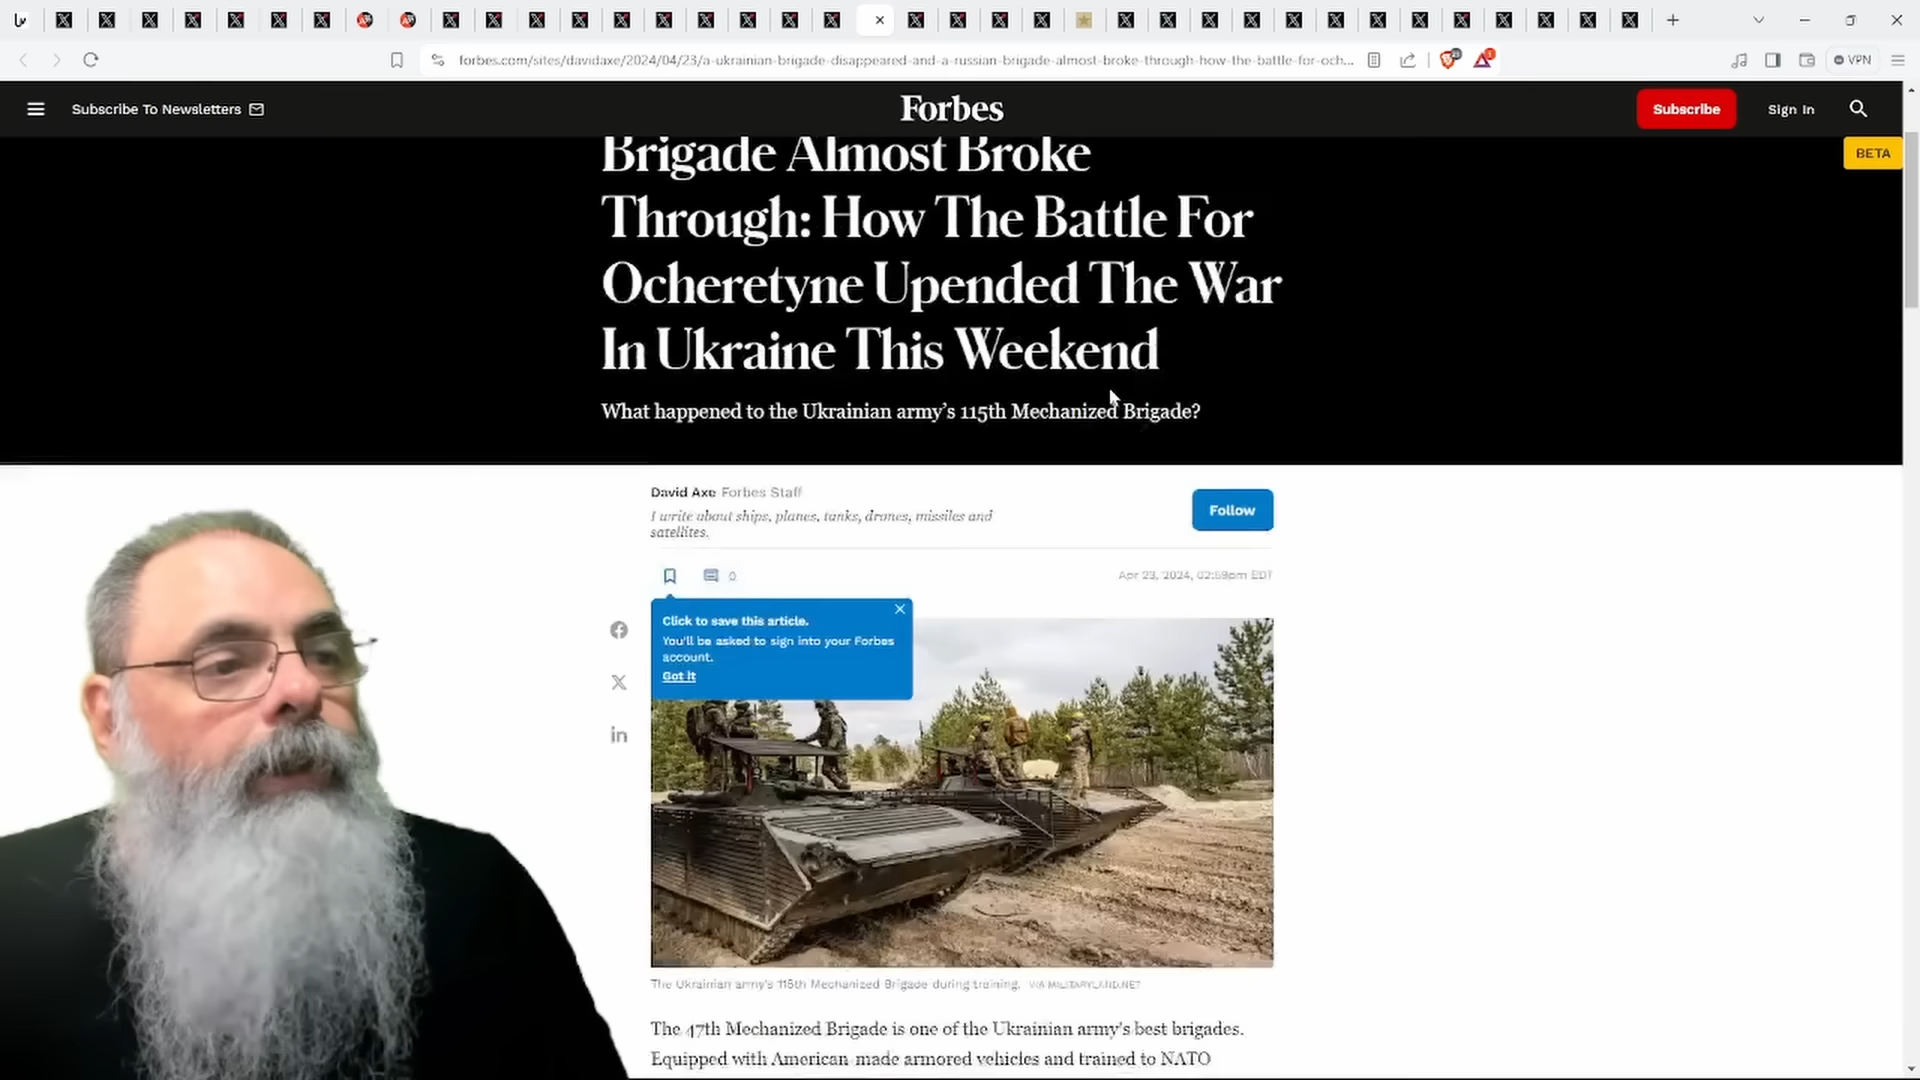 forbes.com/sites/davidaxe/2024/04/23/a-ukrainian-brigade-disappeared-and-a-russian-brigade-almost-broke-through-how-the-battle-for-och...
VPN
Subscribe To Newsletters
Forbes
Subscribe
Sign In
BETA
Brigade Almost Broke
Through: How The Battle For
Ocheretyne Upended The War
In Ukraine This Weekend
What happened to the Ukrainian army's 115th Mechanized Brigade?
David Axe Forbes Staff
I write about ships, planes, tanks, drones, missiles and
satellites.
Follow
0
Apr 23, 2024, 02:59pm EDT
Click to save this article.
You'll be asked to sign into your Forbes
account.
Got it
The Ukrainian army's 115th Mechanized Brigade during training. VIA MILITARYLAND.NET
The 47th Mechanized Brigade is one of the Ukrainian army's best brigades.
Equipped with American-made armored vehicles and trained to NATO